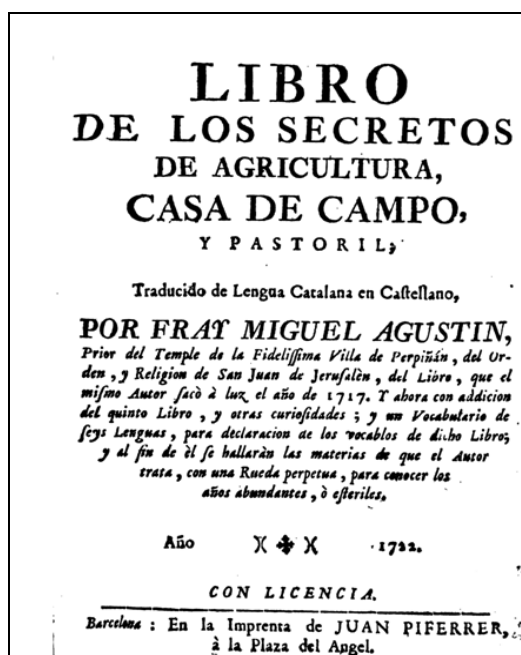 LIBRO
DE LOS SECRETOS
DE AGRICULTURA,
CASA DE CAMPO,
Y PASTORIL;
Traducido de Lengua Catalana en Caſtellano,
POR FRAY MIGUEL AGUSTIN,
Prior del Temple de la Fideliſſima Villa de Perpiñán, del Or-
den, y Religion de San Juan de Jeruſalèn, del Libro, que el
miſmo Autor ſacò à luz el año de 1717. Y ahora con addicion
del quinto Libro, y otras curioſidades; y un Vocabulario de
ſeys Lenguas, para declaracion de los vocablos de dicho Libro;
y al fin de èl ſe hallaràn las materias de que el Autor
trata, con una Rueda perpetua, para conocer los
años abundantes, ò eſteriles.
Año 1722.
CON LICENCIA.
Barcelona: En la Imprenta de JUAN PIFERRER,
à la Plaza del Angel.